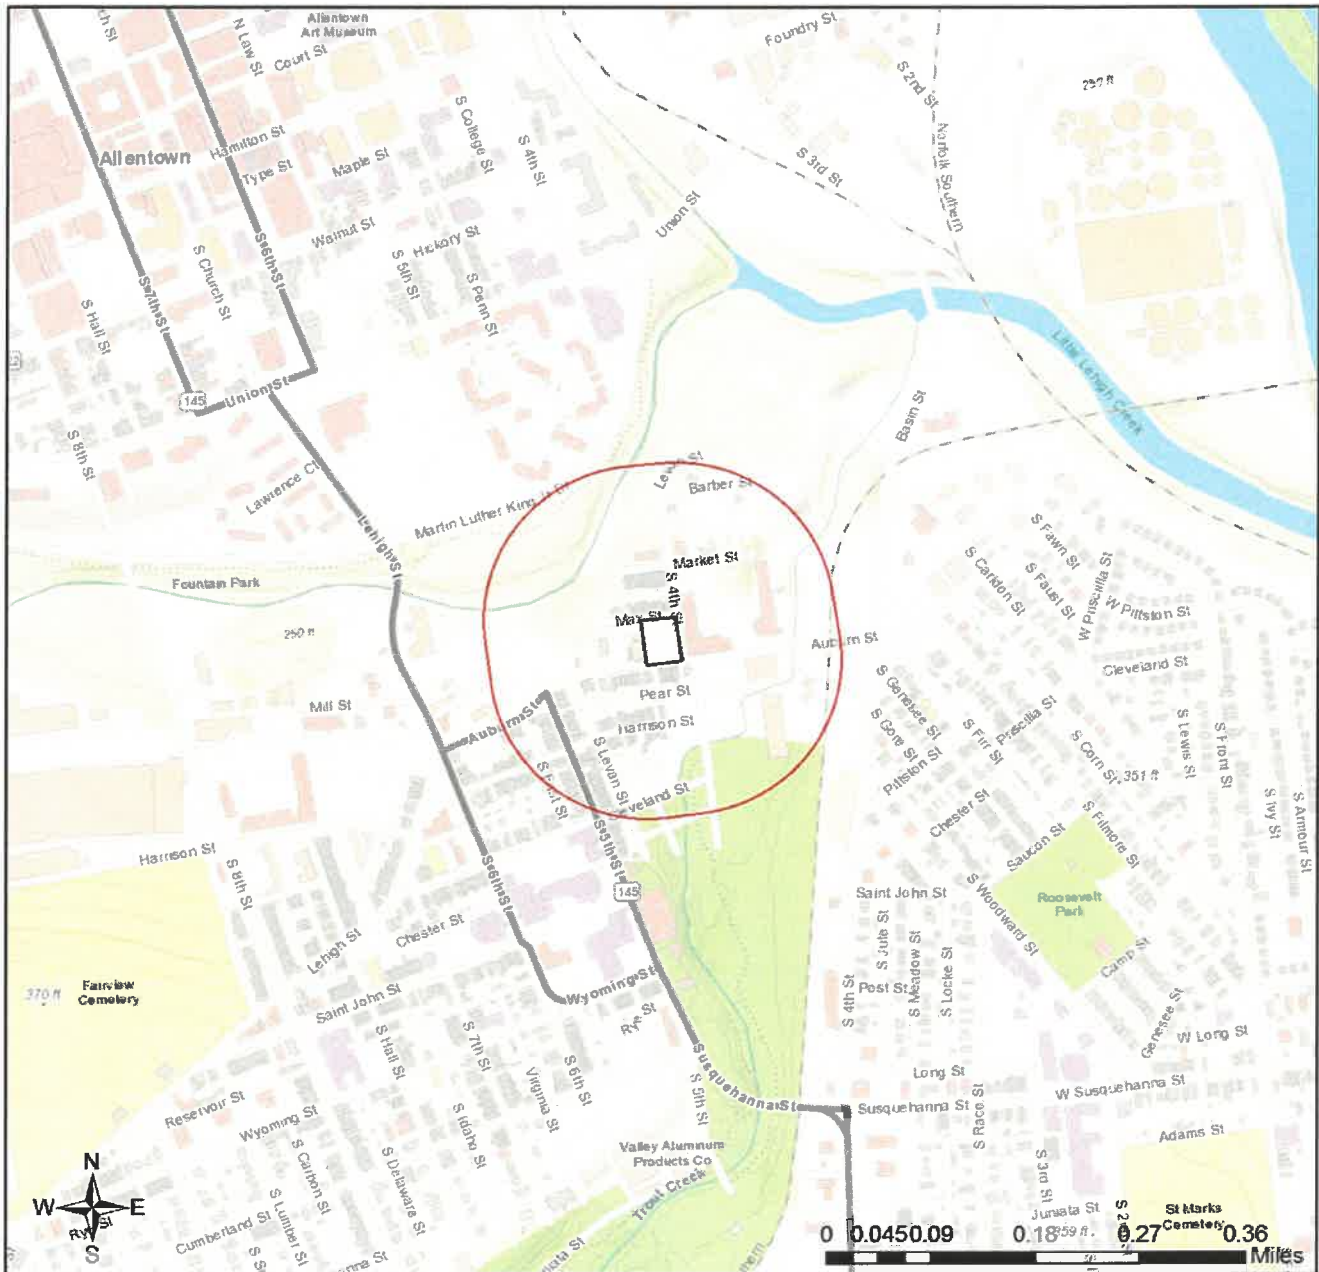 Allentown
Art Museum
Foundry St
N Law St
Court St
S 2nd St
250 ft
S College St
Hamilton St
Allentown
Type St
Maple St
S 4th St
S 3rd St
Norfolk Southern
Union St
Walnut St
Hickory St
S 6th St
S Church St
S 5th St
S Penn St
S 7th St
S Hall St
Little Lehigh Creek
145
Union St
Basin St
S 8th St
Lawrence Ct
Barber St
Martin Luther King Jr Dr
Lehigh St
Market St
S 4th St
S Fawn St
S Faust St
W Priscilla St
W Pittston St
Fountain Park
250 ft
Max St
Auburn St
Cleveland St
Pear St
S Genesee St
Mill St
Harrison St
Auburn St
S Gore St
S Firr St
Priscilla St
Pittston St
S Corn St
351 ft
S Lewis St
S Front St
S Levan St
Chester St
S Filmore St
S Ivy St
S Armour St
Harrison St
S 8th St
S 6th St
S 5th St
Saucon St
145
Saint John St
S Woodward St
Roosevelt
Park
Chester St
Lehigh St
S Jute St
S Meadow St
S Locke St
Camp St
370 ft
Fairview
Cemetery
Wyoming St
Saint John St
Rye St
S 4th St
Post St
Genesee St
W Long St
S Hall St
S 7th St
S 6th St
Virginia St
Susquehanna St
S 5th St
Long St
W Susquehanna St
Susquehanna St
S Race St
Reservoir St
Wyoming St
S Idaho St
Adams St
S Carbon St
S Delaware St
Valley Aluminum
Products Co
Trout Creek
S 3rd St
Juniata St
St Marks
Cemetery
N
W E
S
Cumberland St
S Lumber St
0 0.045 0.09 0.18 0.27 0.36
Miles